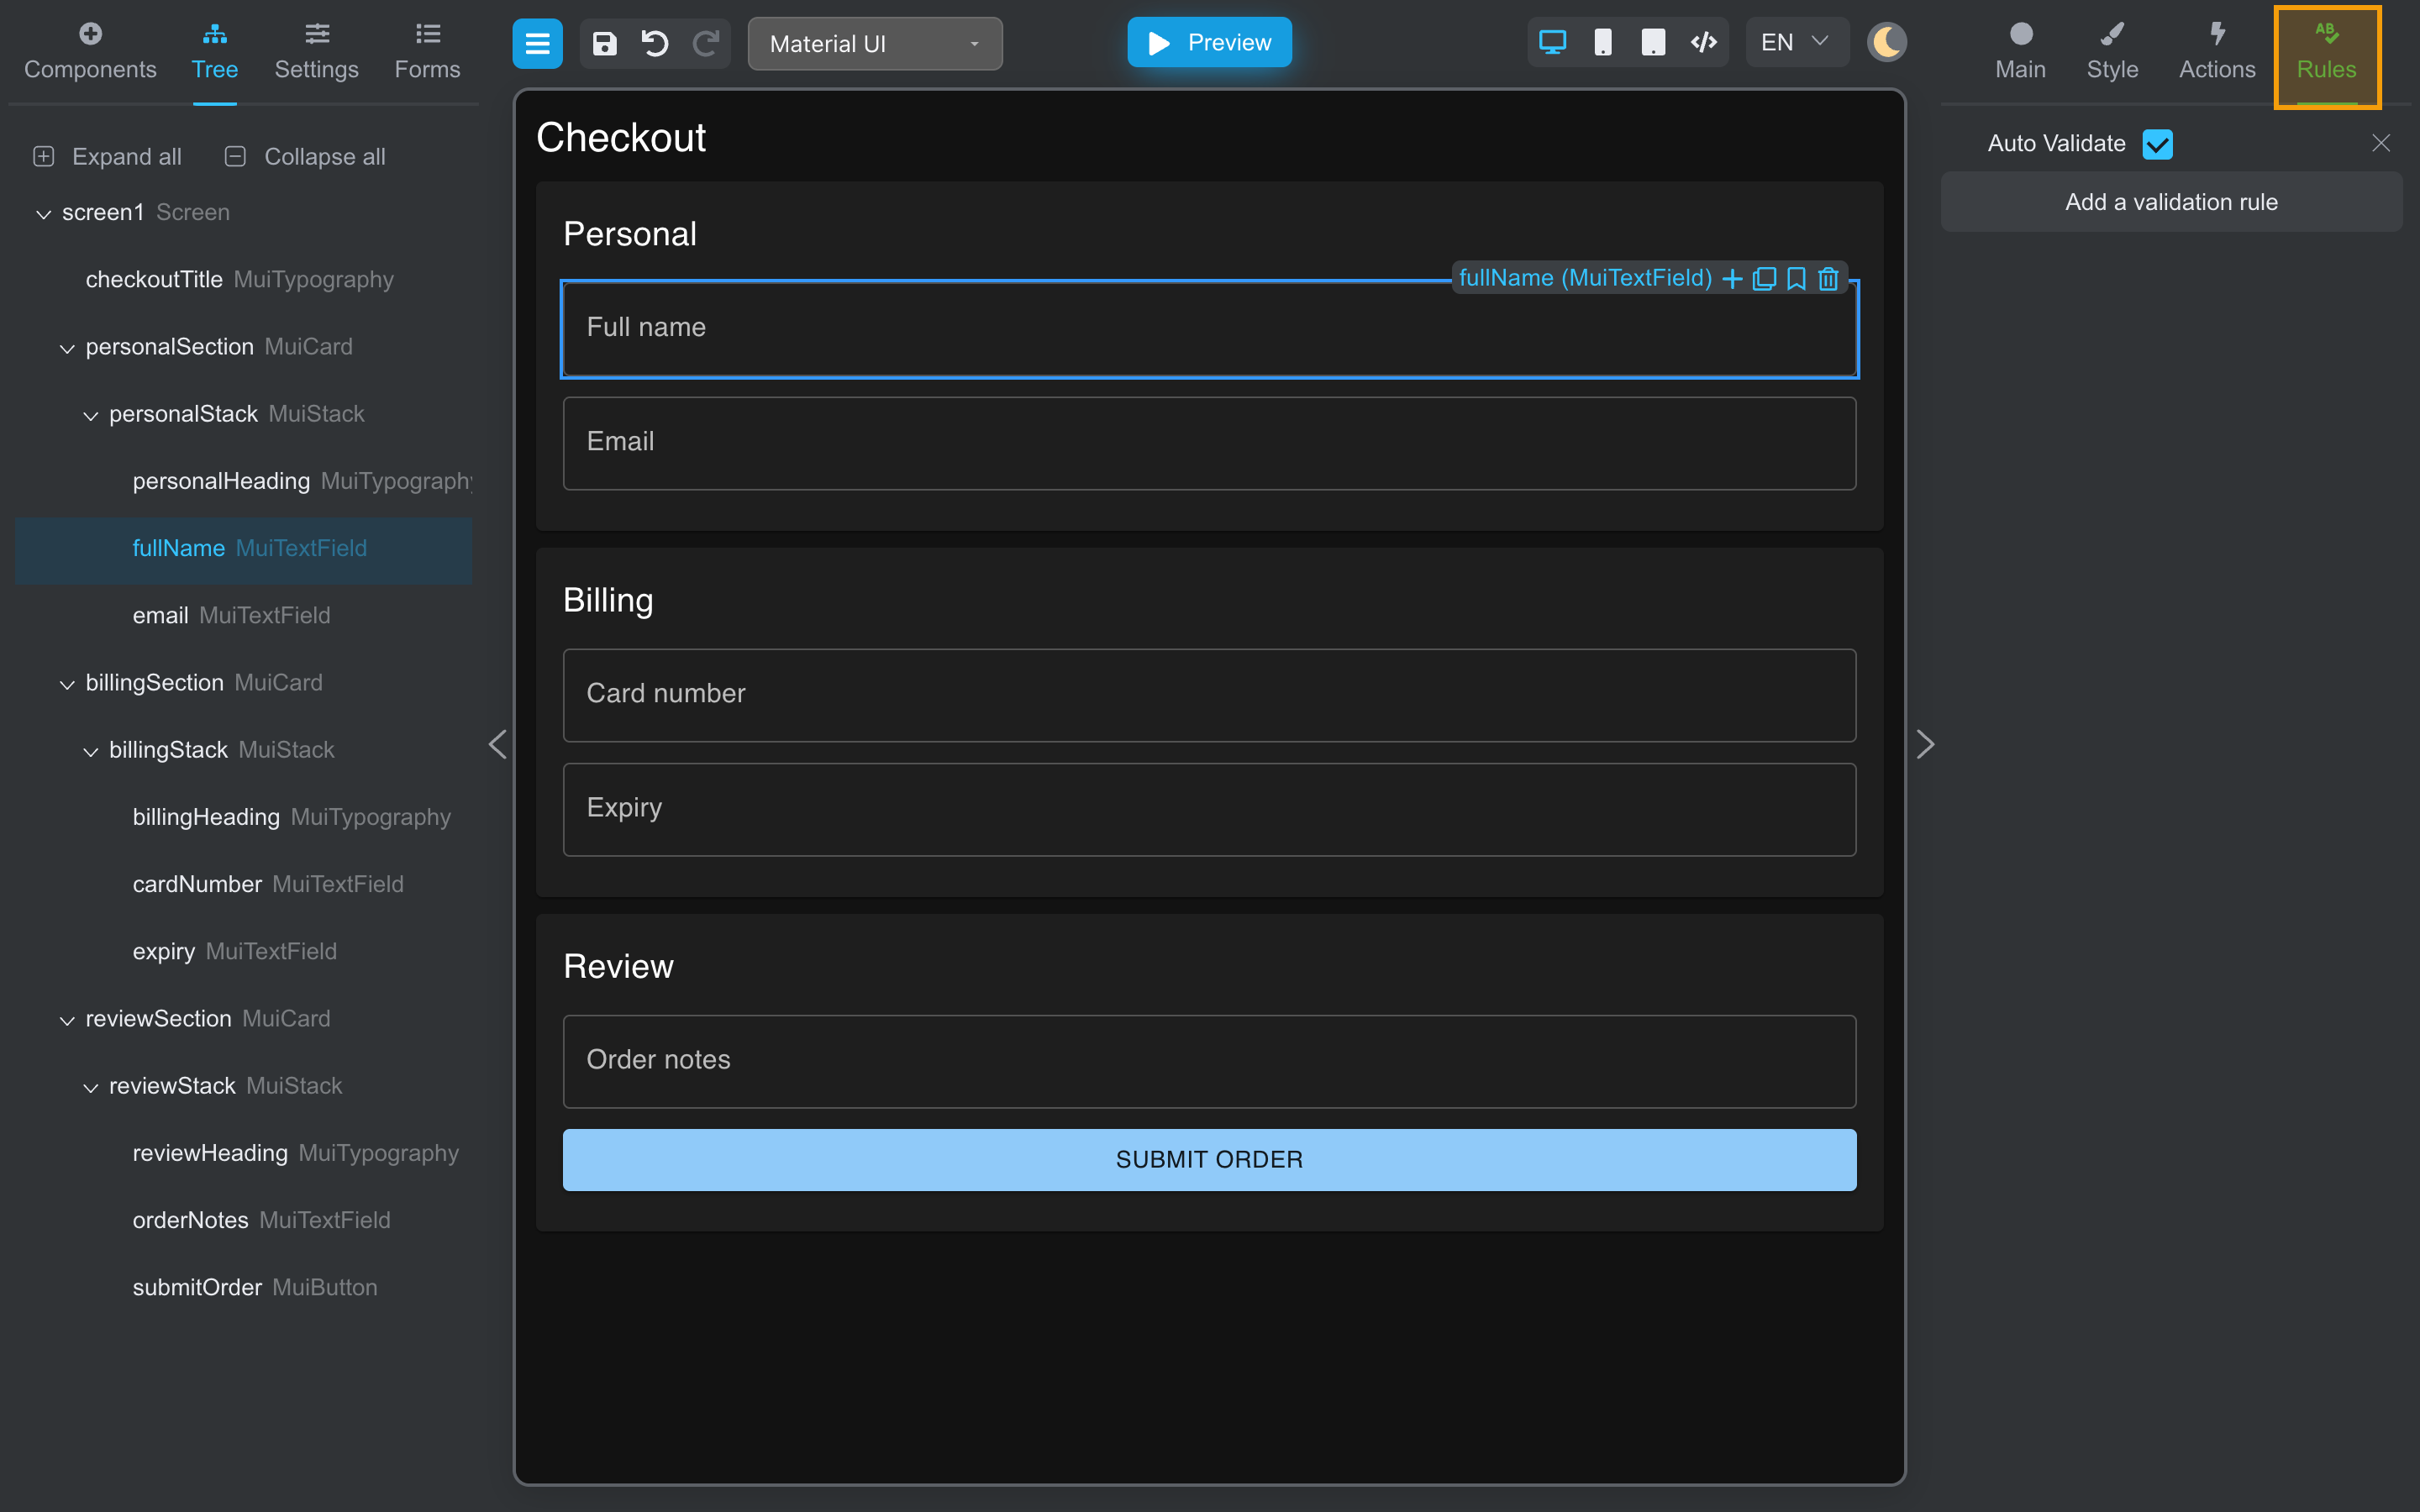 Components Tree Settings Forms
Material UI
Preview
EN
Main Style Actions Rules
Expand all Collapse all
screen1 Screen
checkoutTitle MuiTypography
personalSection MuiCard
personalStack MuiStack
personalHeading MuiTypography
fullName MuiTextField
email MuiTextField
billingSection MuiCard
billingStack MuiStack
billingHeading MuiTypography
cardNumber MuiTextField
expiry MuiTextField
reviewSection MuiCard
reviewStack MuiStack
reviewHeading MuiTypography
orderNotes MuiTextField
submitOrder MuiButton
Checkout
Personal
fullName (MuiTextField)
Full name
Email
Billing
Card number
Expiry
Review
Order notes
SUBMIT ORDER
Auto Validate
Add a validation rule